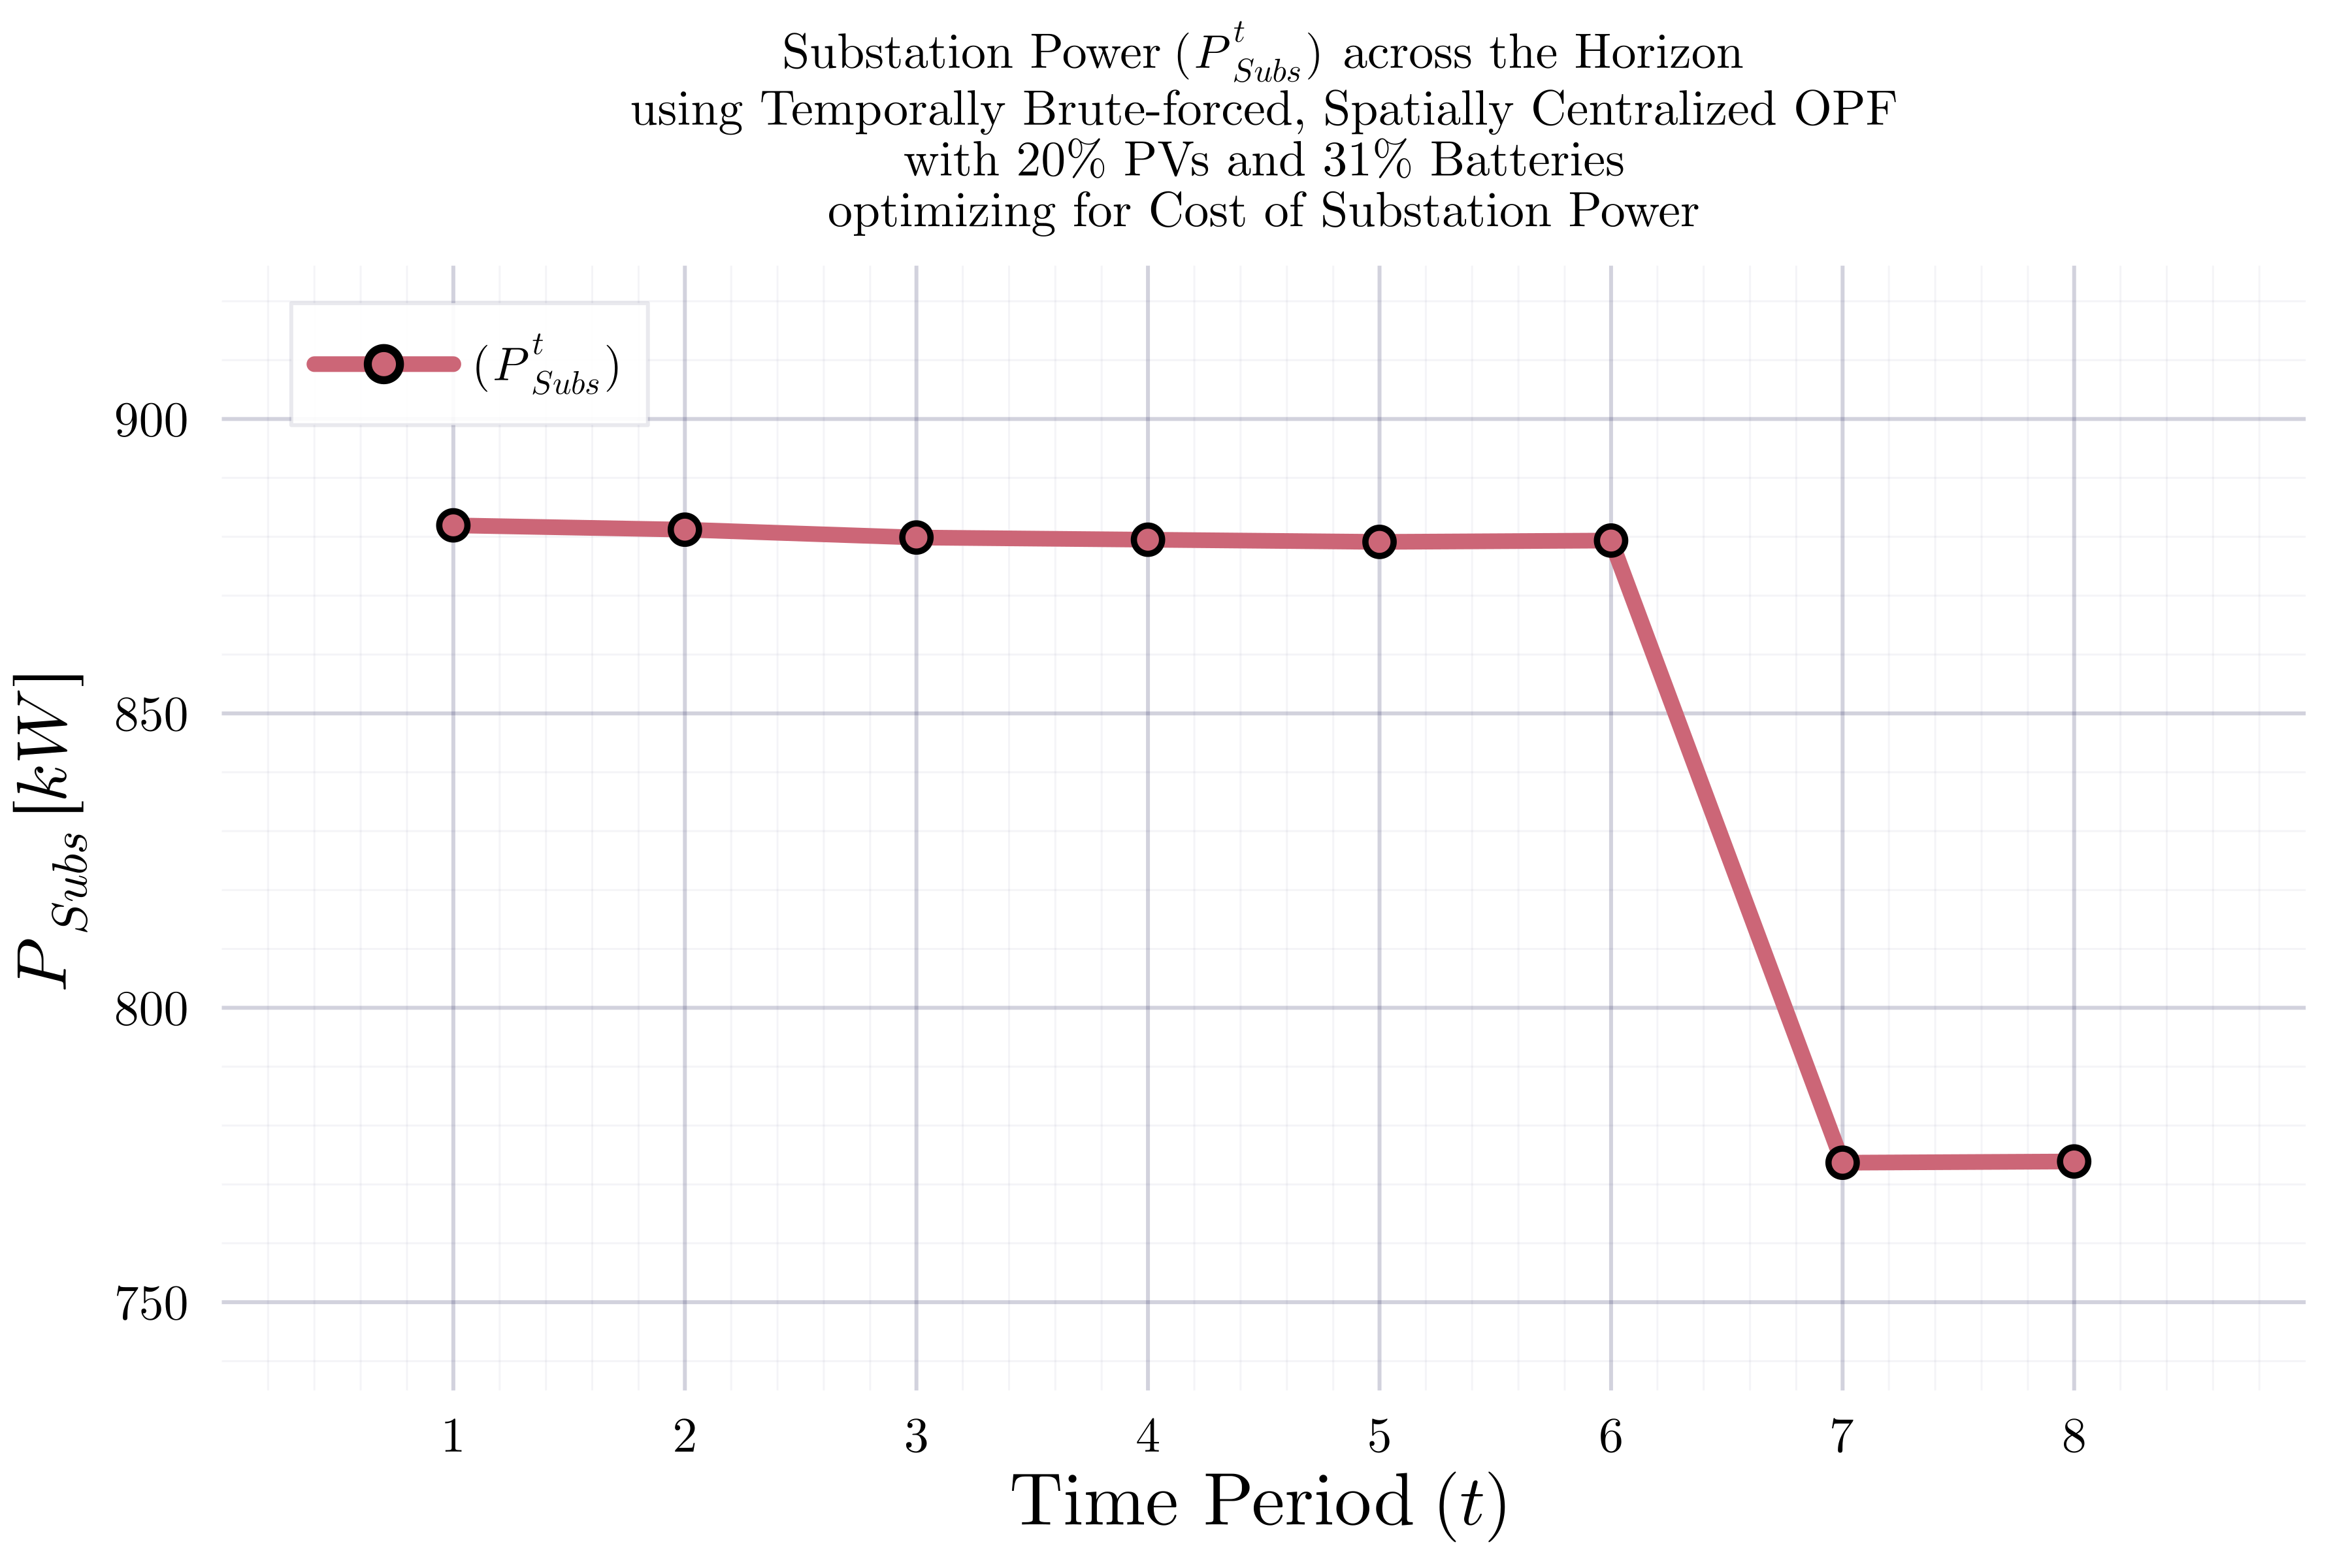 Substation Power (P^t_Subs) across the Horizon
using Temporally Brute-forced, Spatially Centralized OPF
with 20% PVs and 31% Batteries
optimizing for Cost of Substation Power
(P^t_Subs)
900
850
800
750
P_Subs [kW]
1 2 3 4 5 6 7 8
Time Period (t)